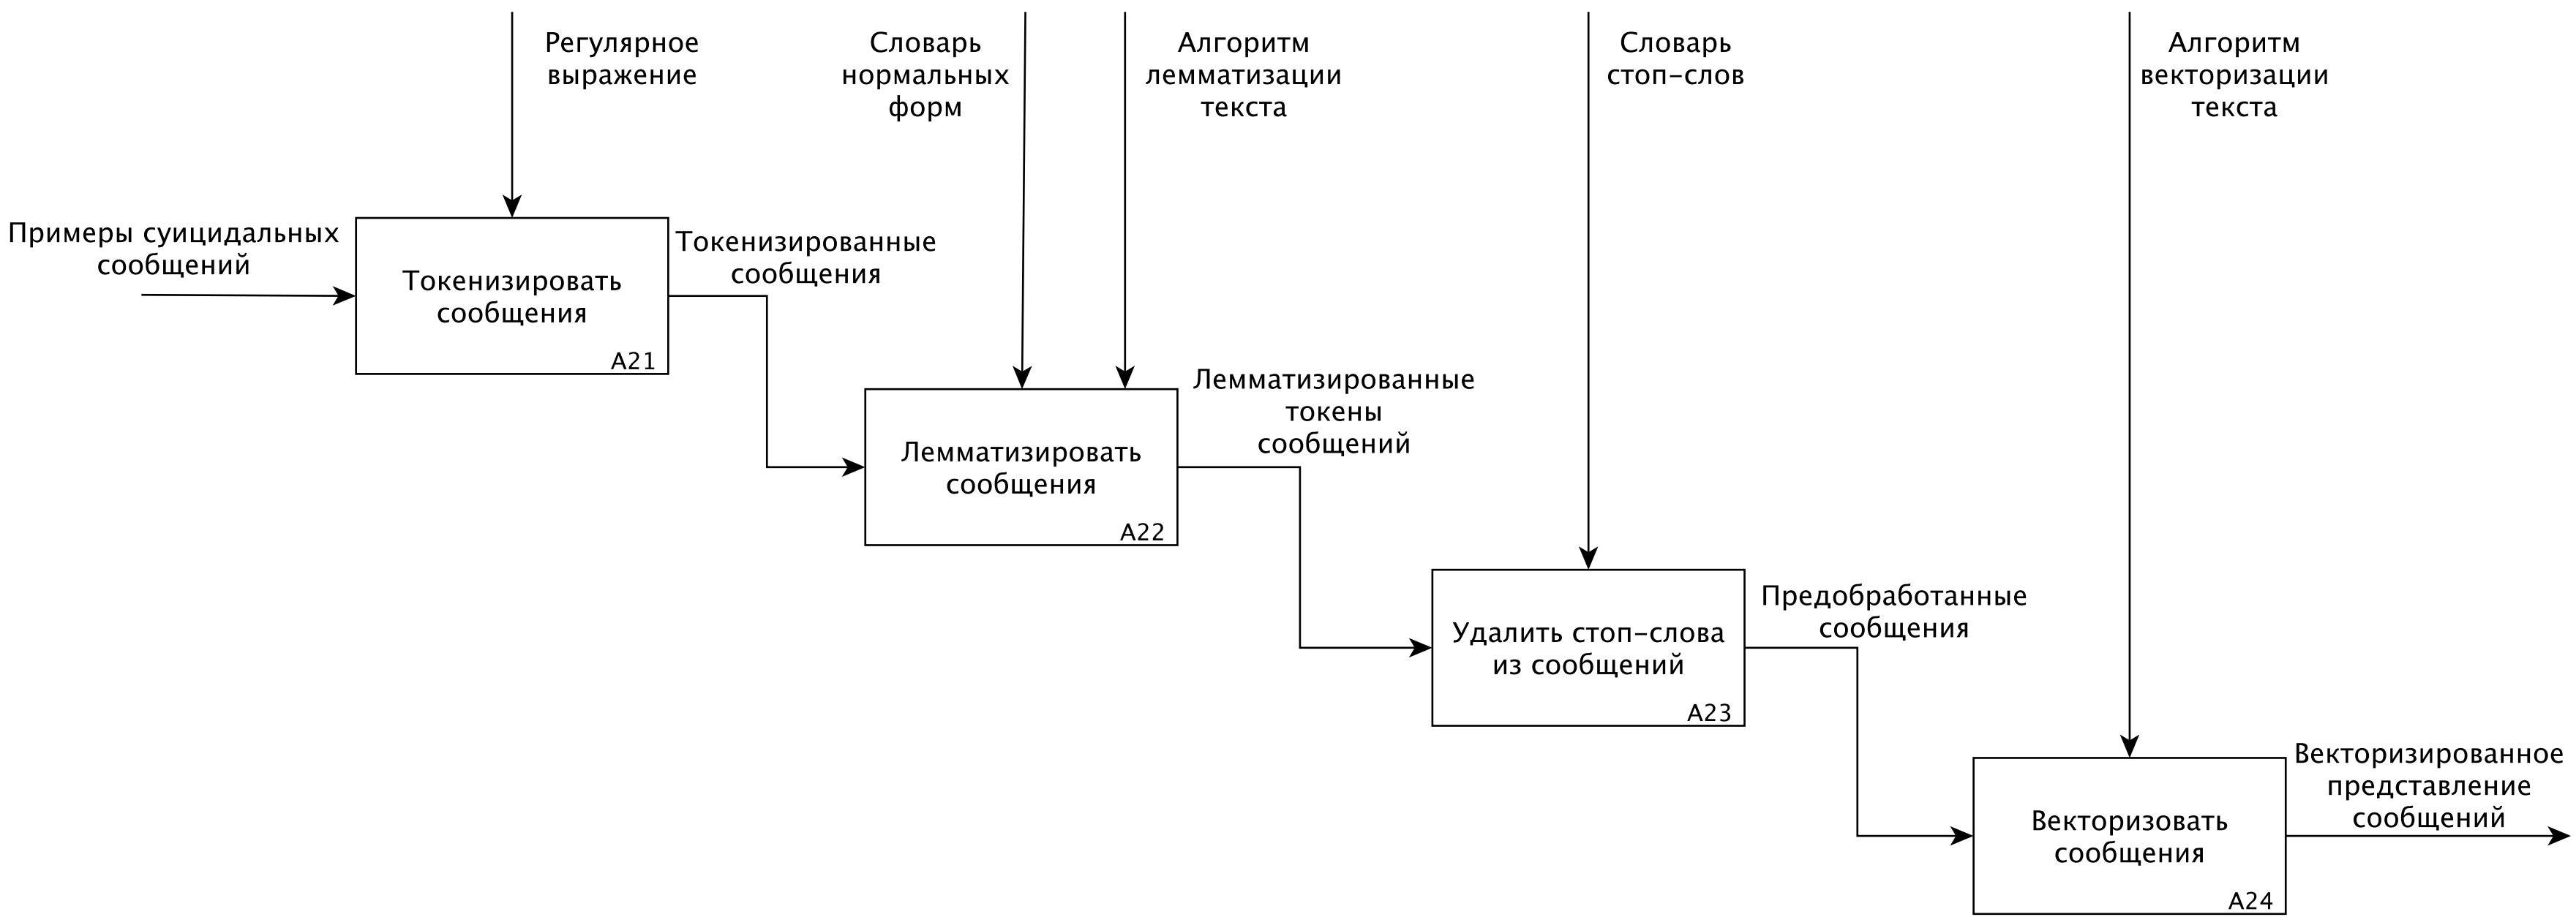 Регулярное
выражение
Словарь
нормальных
форм
Алгоритм
лемматизации
текста
Словарь
стоп-слов
Алгоритм
векторизации
текста
Примеры суицидальных
сообщений
Токенизировать
сообщения
A21
Токенизированные
сообщения
Лемматизировать
сообщения
A22
Лемматизированные
токены
сообщений
Удалить стоп-слова
из сообщений
A23
Предобработанные
сообщения
Векторизовать
сообщения
A24
Векторизированное
представление
сообщений